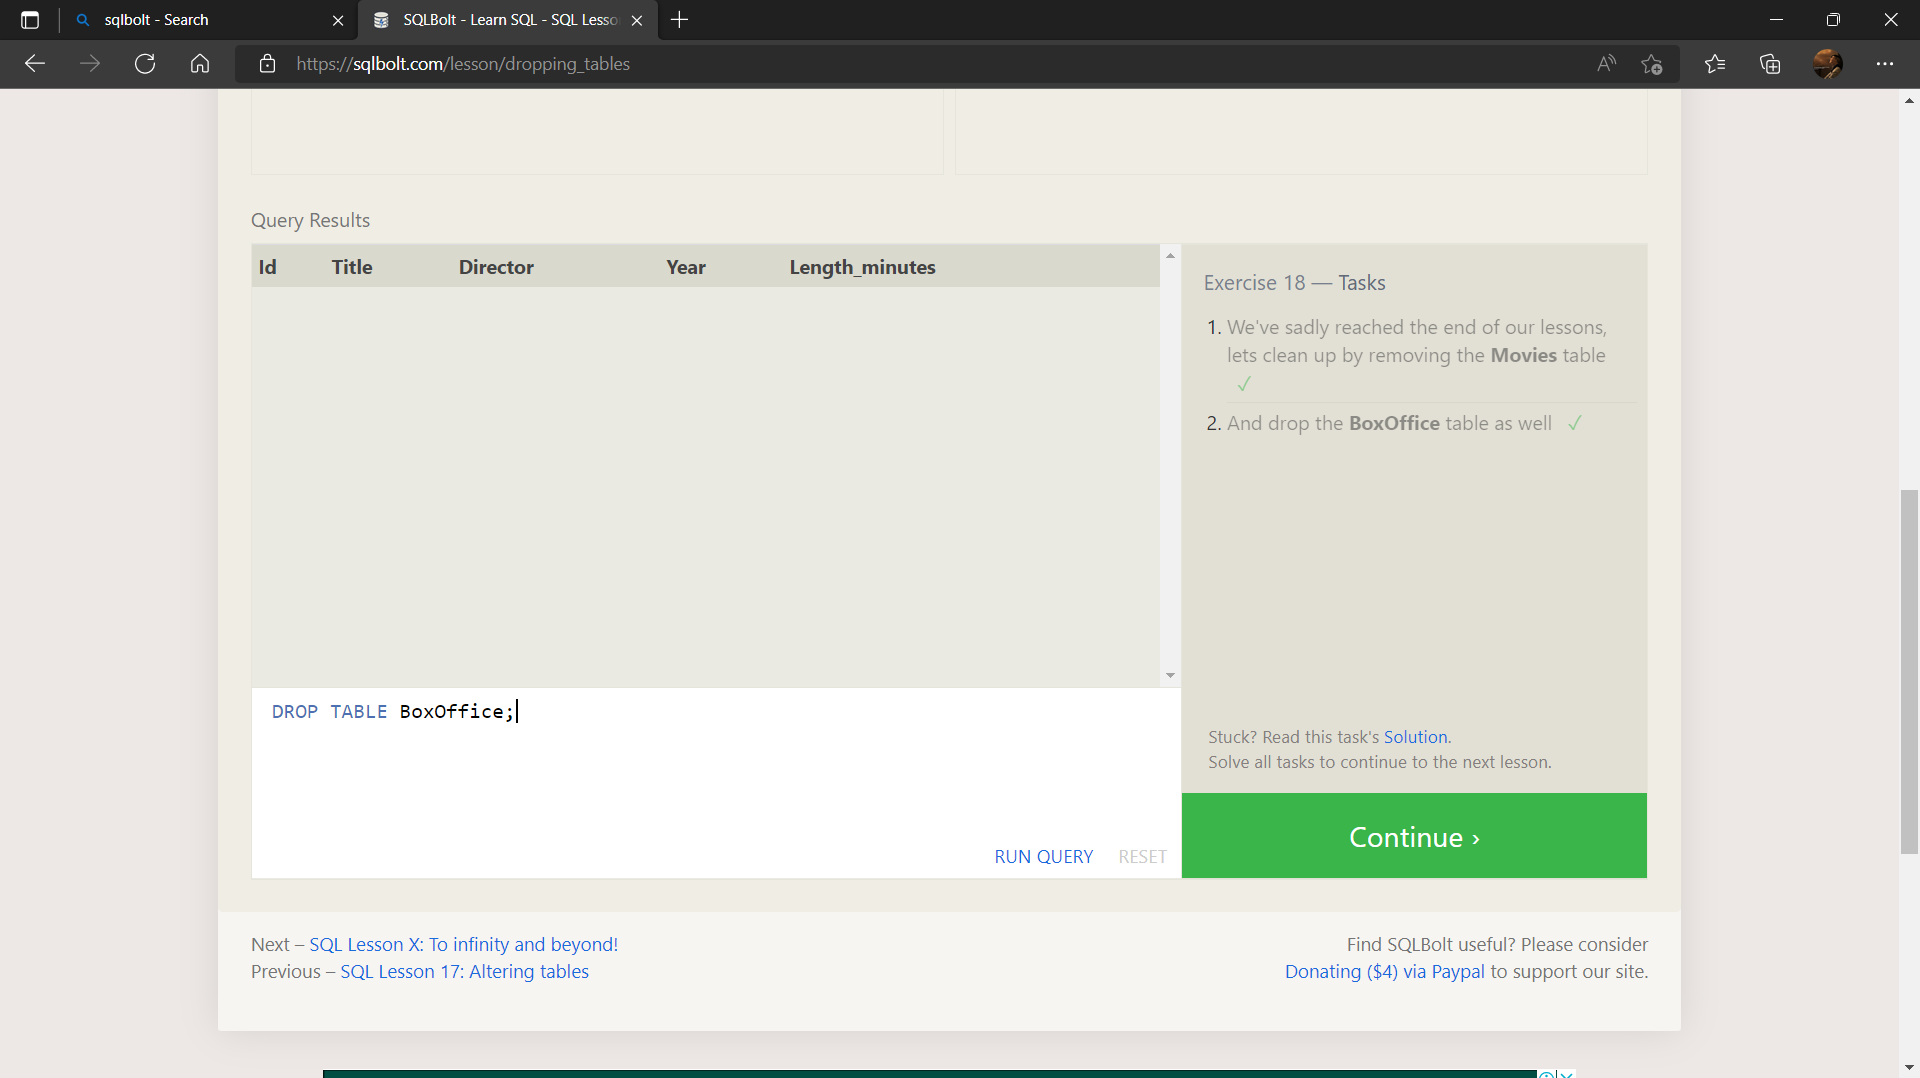 sqlbolt - Search
SQLBolt - Learn SQL - SQL Lesso
https://sqlbolt.com/lesson/dropping_tables
Query Results
Id Title Director Year Length_minutes
Exercise 18 — Tasks
1. We've sadly reached the end of our lessons,
lets clean up by removing the Movies table
✓
2. And drop the BoxOffice table as well ✓
DROP TABLE BoxOffice;
Stuck? Read this task's Solution.
Solve all tasks to continue to the next lesson.
RUN QUERY RESET
Continue ›
Next – SQL Lesson X: To infinity and beyond!
Previous – SQL Lesson 17: Altering tables
Find SQLBolt useful? Please consider
Donating ($4) via Paypal to support our site.